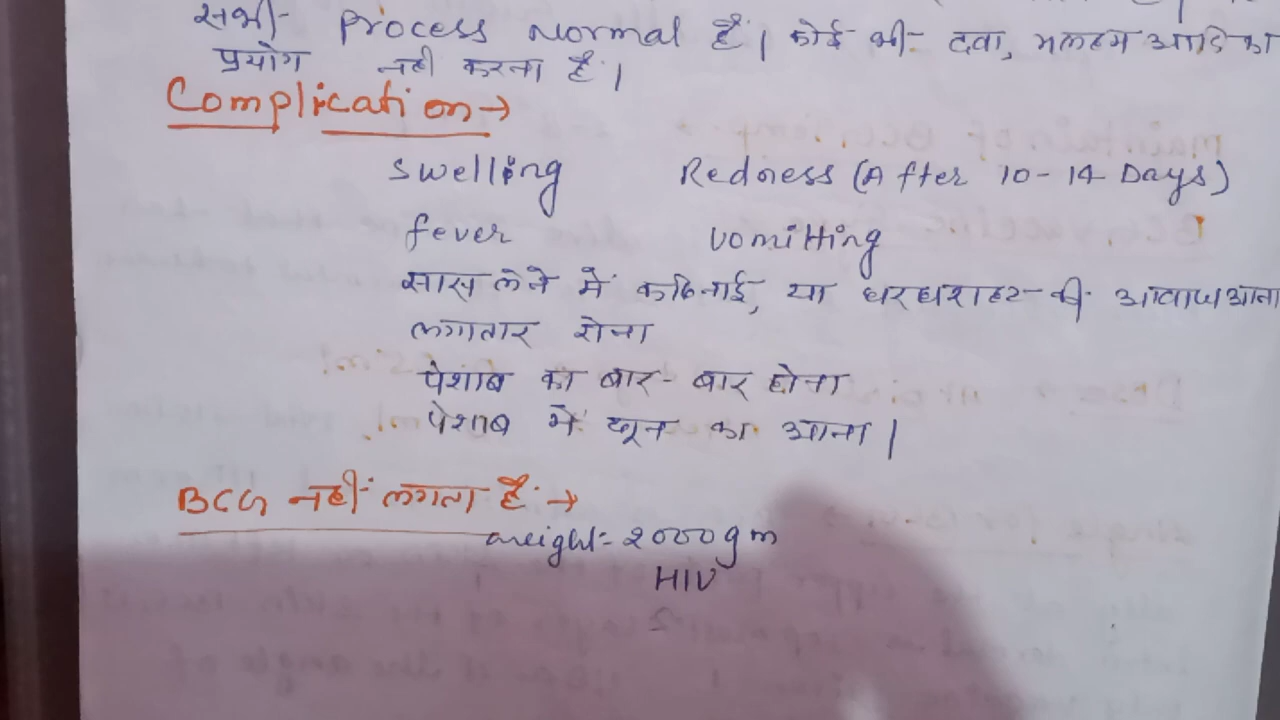 सभी- Process Normal है। कोई भी- दवा, मलहम आदि का
प्रयोग नही करना है।
Complication→
swelling Redness (After 10-14 Days)
fever vomitting
सास लेने में कठिनाई, या घरघराहट की आवाज आना
लगातार रोना
पेशाब का बार-बार होना
पेशाब में खून का आना।
BCG नही लगता है →
weight = 2000gm
HIV